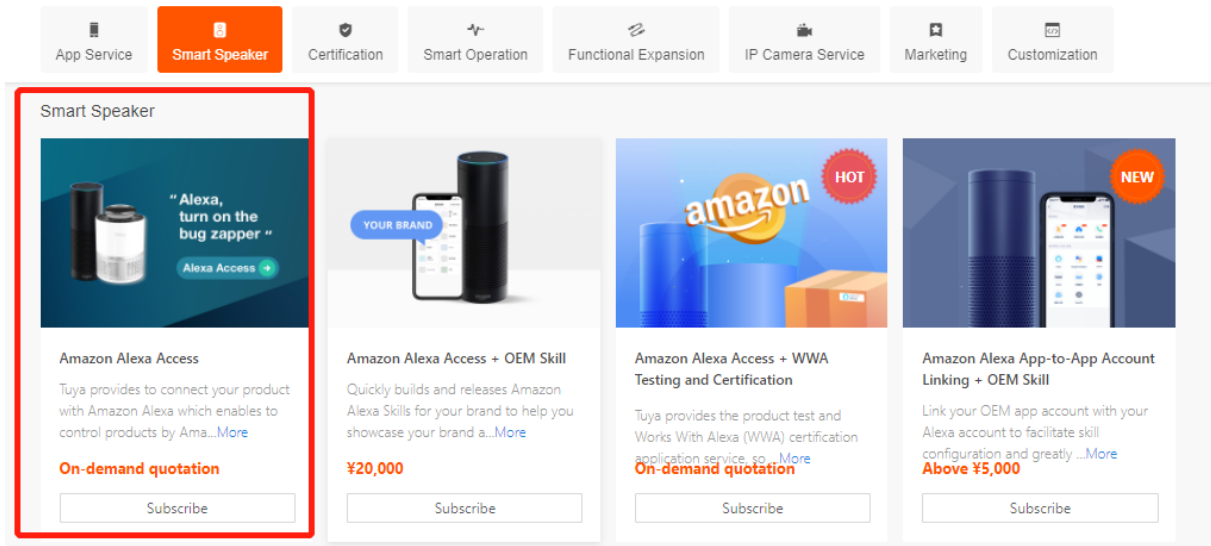 App Service
Smart Speaker
Certification
Smart Operation
Functional Expansion
IP Camera Service
Marketing
Customization
Smart Speaker
“ Alexa,
turn on the
bug zapper “
Alexa Access
Amazon Alexa Access
Tuya provides to connect your product
with Amazon Alexa which enables to
control products by Ama...More
On-demand quotation
Subscribe
YOUR BRAND
Amazon Alexa Access + OEM Skill
Quickly builds and releases Amazon
Alexa Skills for your brand to help you
showcase your brand a...More
¥20,000
Subscribe
amazon
HOT
Amazon Alexa Access + WWA
Testing and Certification
Tuya provides the product test and
Works With Alexa (WWA) certification
application service, so ...More
On-demand quotation
Subscribe
NEW
Amazon Alexa App-to-App Account
Linking + OEM Skill
Link your OEM app account with your
Alexa account to facilitate skill
configuration and greatly ...More
Above ¥5,000
Subscribe